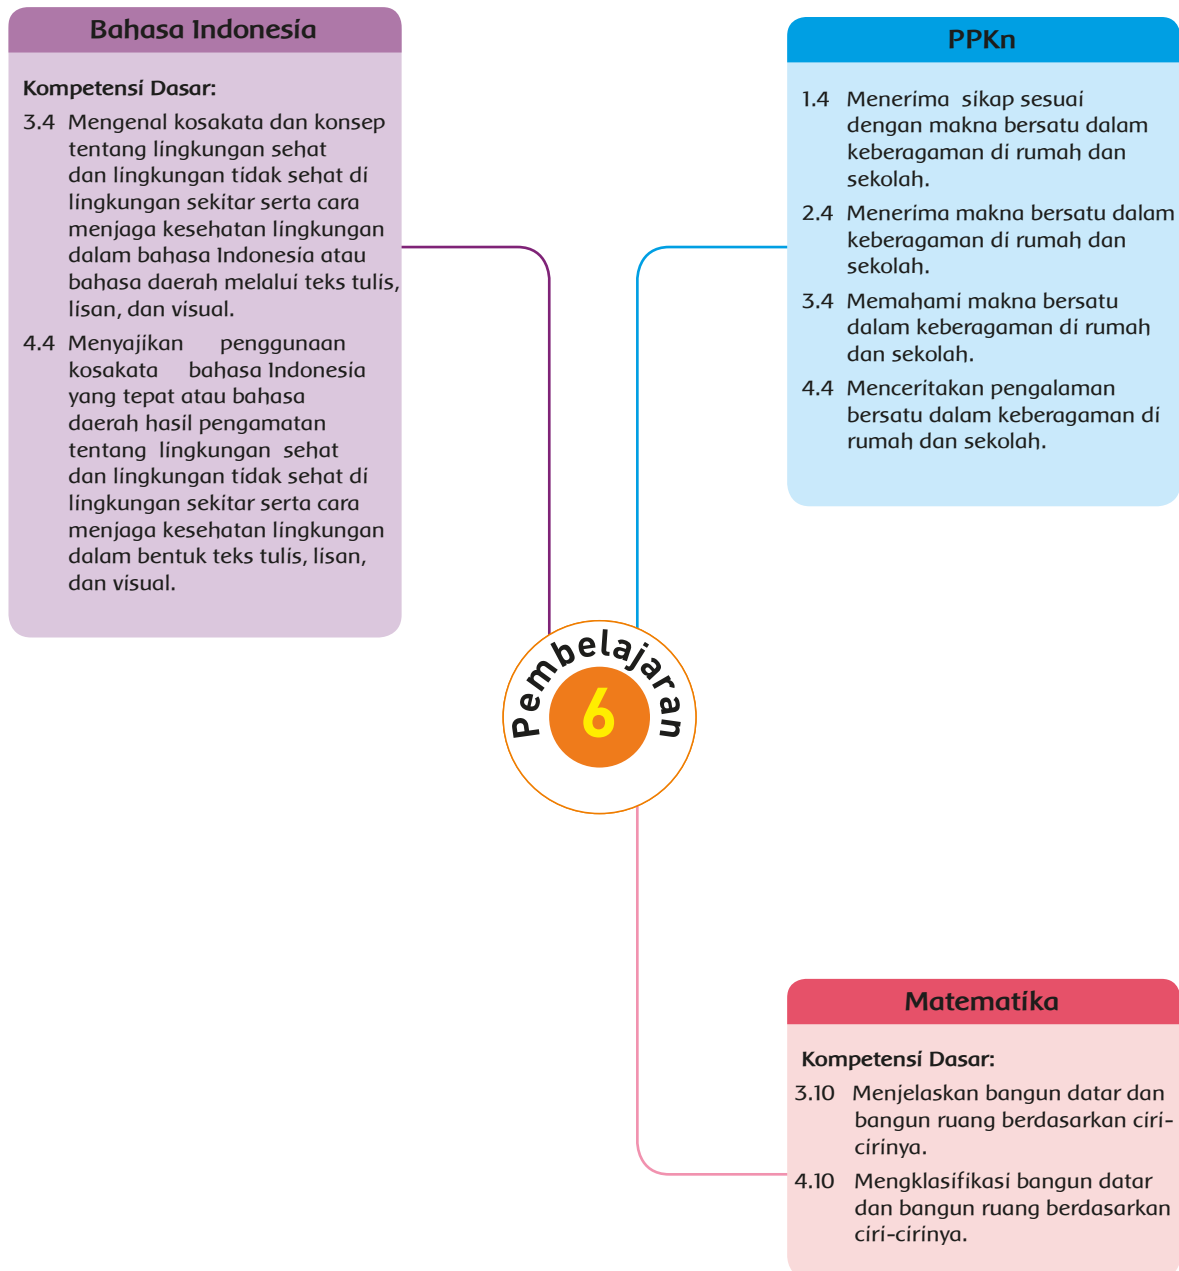 Bahasa Indonesia
Kompetensi Dasar:
3.4 Mengenal kosakata dan konsep
tentang lingkungan sehat
dan lingkungan tidak sehat di
lingkungan sekitar serta cara
menjaga kesehatan lingkungan
dalam bahasa Indonesia atau
bahasa daerah melalui teks tulis,
lisan, dan visual.
4.4 Menyajikan penggunaan
kosakata bahasa Indonesia
yang tepat atau bahasa
daerah hasil pengamatan
tentang lingkungan sehat
dan lingkungan tidak sehat di
lingkungan sekitar serta cara
menjaga kesehatan lingkungan
dalam bentuk teks tulis, lisan,
dan visual.
PPKn
1.4 Menerima sikap sesuai
dengan makna bersatu dalam
keberagaman di rumah dan
sekolah.
2.4 Menerima makna bersatu dalam
keberagaman di rumah dan
sekolah.
3.4 Memahami makna bersatu
dalam keberagaman di rumah
dan sekolah.
4.4 Menceritakan pengalaman
bersatu dalam keberagaman di
rumah dan sekolah.
Pembelajaran
6
Matematika
Kompetensi Dasar:
3.10 Menjelaskan bangun datar dan
bangun ruang berdasarkan ciri-
cirinya.
4.10 Mengklasifikasi bangun datar
dan bangun ruang berdasarkan
ciri-cirinya.